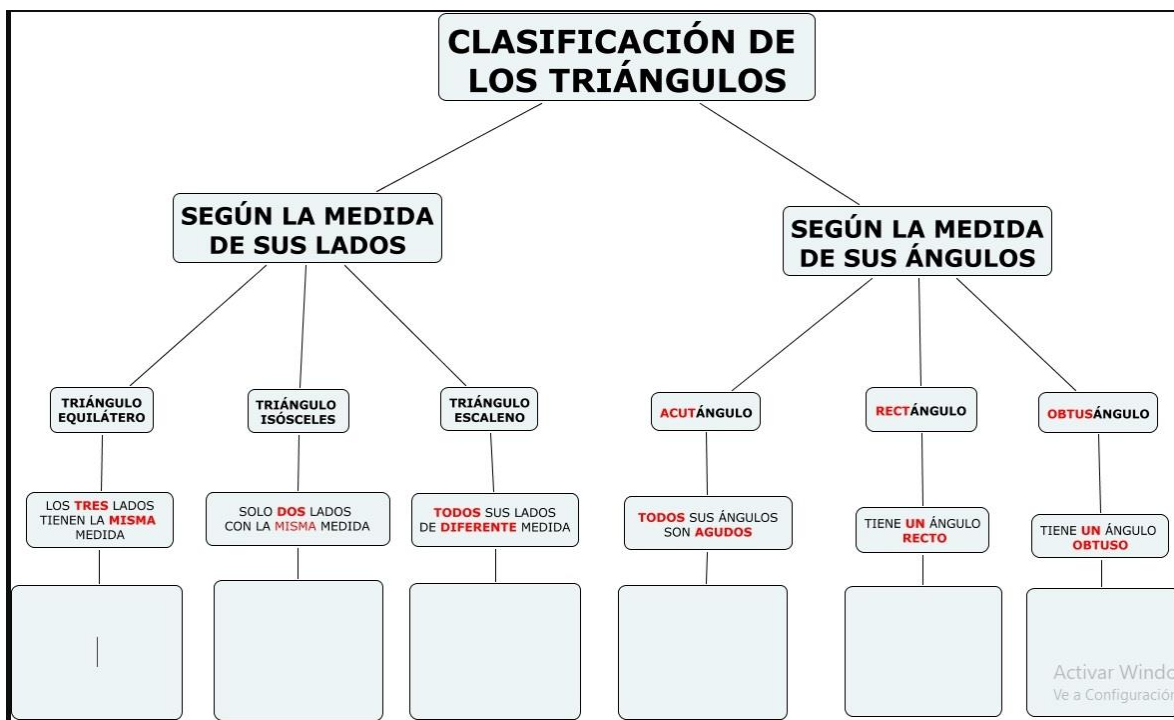 CLASIFICACIÓN DE
LOS TRIÁNGULOS
SEGÚN LA MEDIDA
DE SUS LADOS
SEGÚN LA MEDIDA
DE SUS ÁNGULOS
TRIÁNGULO
EQUILÁTERO
TRIÁNGULO
ISÓSCELES
TRIÁNGULO
ESCALENO
ACUTÁNGULO
RECTÁNGULO
OBTUSÁNGULO
LOS TRES LADOS
TIENEN LA MISMA
MEDIDA
SOLO DOS LADOS
CON LA MISMA MEDIDA
TODOS SUS LADOS
DE DIFERENTE MEDIDA
TODOS SUS ÁNGULOS
SON AGUDOS
TIENE UN ÁNGULO
RECTO
TIENE UN ÁNGULO
OBTUSO
Activar Windo
Ve a Configuración